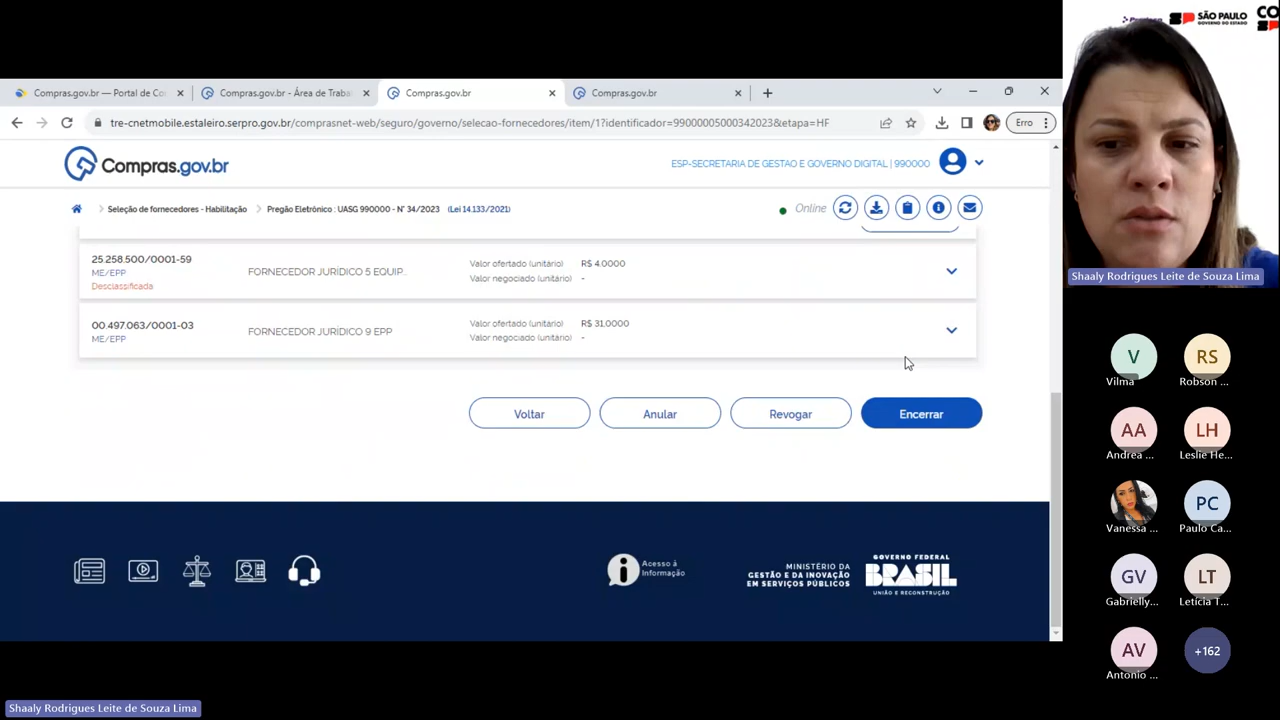 SÃO PAULO
GOVERNO DO ESTADO
CO
SP
Compras.gov.br — Portal de Co
Compras.gov.br - Área de Traba
Compras.gov.br
Compras.gov.br
tre-cnetmobile.estaleiro.serpro.gov.br/comprasnet-web/seguro/governo/selecao-fornecedores/item/1?identificador=99000005000342023&etapa=HF
Erro
Compras.gov.br
ESP-SECRETARIA DE GESTAO E GOVERNO DIGITAL | 990000
Seleção de fornecedores - Habilitação
Pregão Eletrônico : UASG 990000 - N° 34/2023 (Lei 14.133/2021)
Online
25.258.500/0001-59
ME/EPP
Desclassificada
FORNECEDOR JURÍDICO 5 EQUIP...
Valor ofertado (unitário) R$ 4,0000
Valor negociado (unitário) -
00.497.063/0001-03
ME/EPP
FORNECEDOR JURÍDICO 9 EPP
Valor ofertado (unitário) R$ 31,0000
Valor negociado (unitário) -
Voltar
Anular
Revogar
Encerrar
Acesso à
Informação
MINISTÉRIO DA
GESTÃO E DA INOVAÇÃO
EM SERVIÇOS PÚBLICOS
GOVERNO FEDERAL
BRASIL
UNIÃO E RECONSTRUÇÃO
Shaaly Rodrigues Leite de Souza Lima
V
Vilma
RS
Robson ...
AA
Andrea ...
LH
Leslie He...
Vanessa ...
PC
Paulo Ca...
GV
Gabrielly...
LT
Leticia T...
AV
Antonio ...
+162
Shaaly Rodrigues Leite de Souza Lima